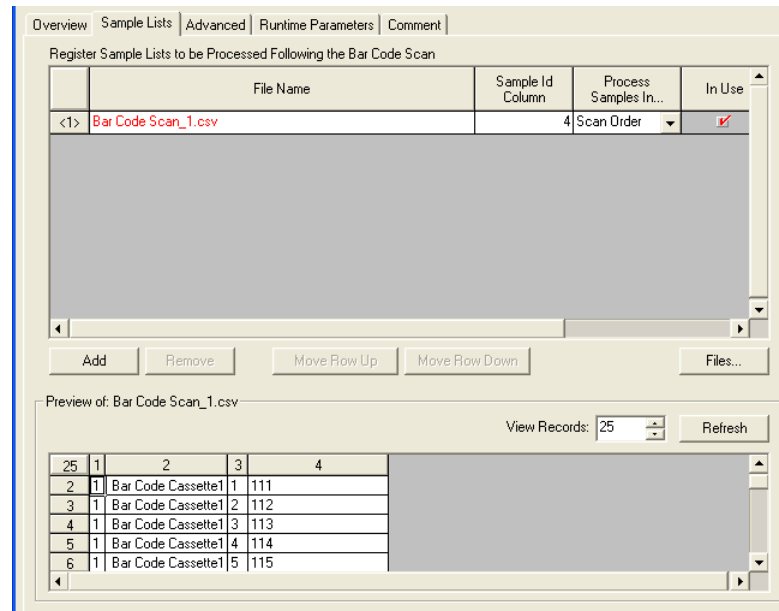 Overview Sample Lists Advanced Runtime Parameters Comment
Register Sample Lists to be Processed Following the Bar Code Scan
File Name Sample Id Column Process Samples In... In Use
<1> Bar Code Scan_1.csv 4 Scan Order
Add Remove Move Row Up Move Row Down Files...
Preview of: Bar Code Scan_1.csv
View Records: 25 Refresh
25 1 2 3 4
2 1 Bar Code Cassette1 1 111
3 1 Bar Code Cassette1 2 112
4 1 Bar Code Cassette1 3 113
5 1 Bar Code Cassette1 4 114
6 1 Bar Code Cassette1 5 115